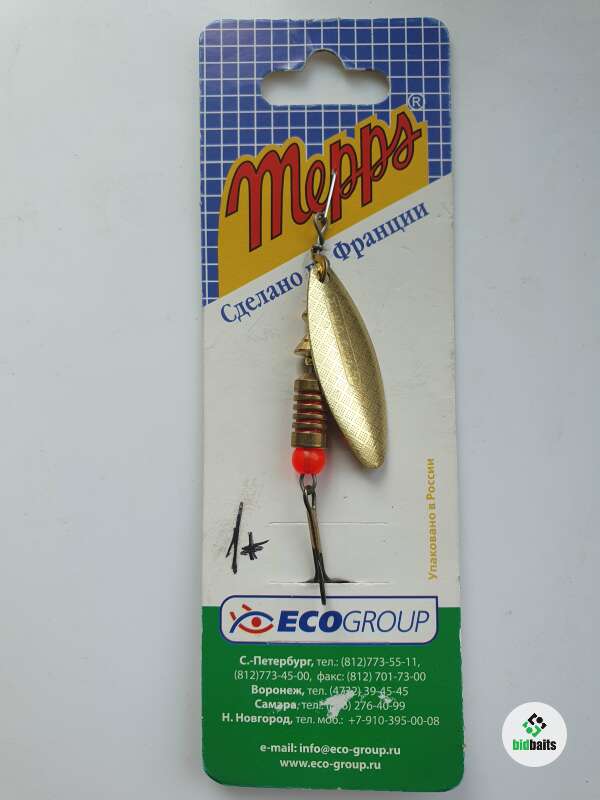 Mepps®
Сделано Франции
1*
Упаковано в России
ECOGROUP
С.-Петербург, тел.: (812)773-55-11,
(812)773-45-00, факс: (812) 701-73-00
Воронеж, тел. (4732) 39-45-45
Самара, тел.: 276-40-99
Н. Новгород, тел. моб.: +7-910-395-00-08
e-mail: info@eco-group.ru
www.eco-group.ru
bidbaits